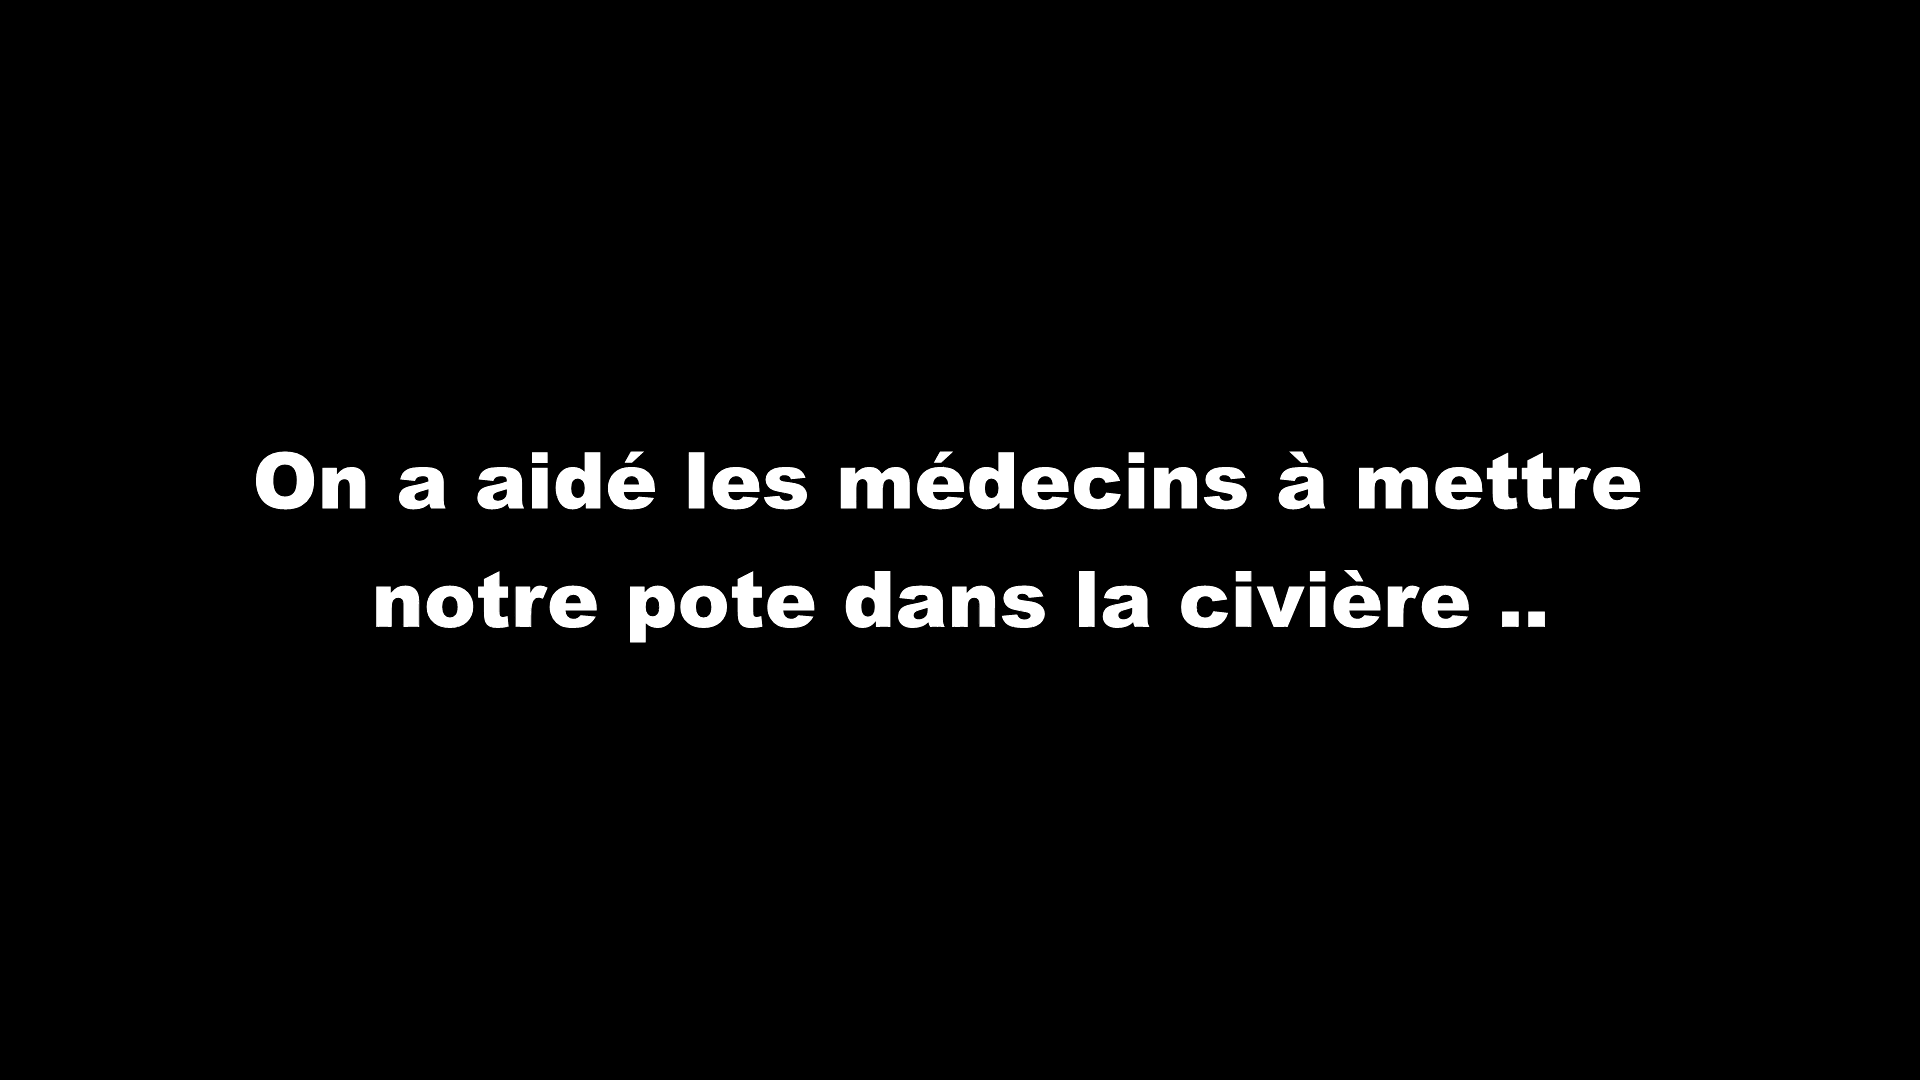 On a aidé les médecins à mettre
notre pote dans la civière ..